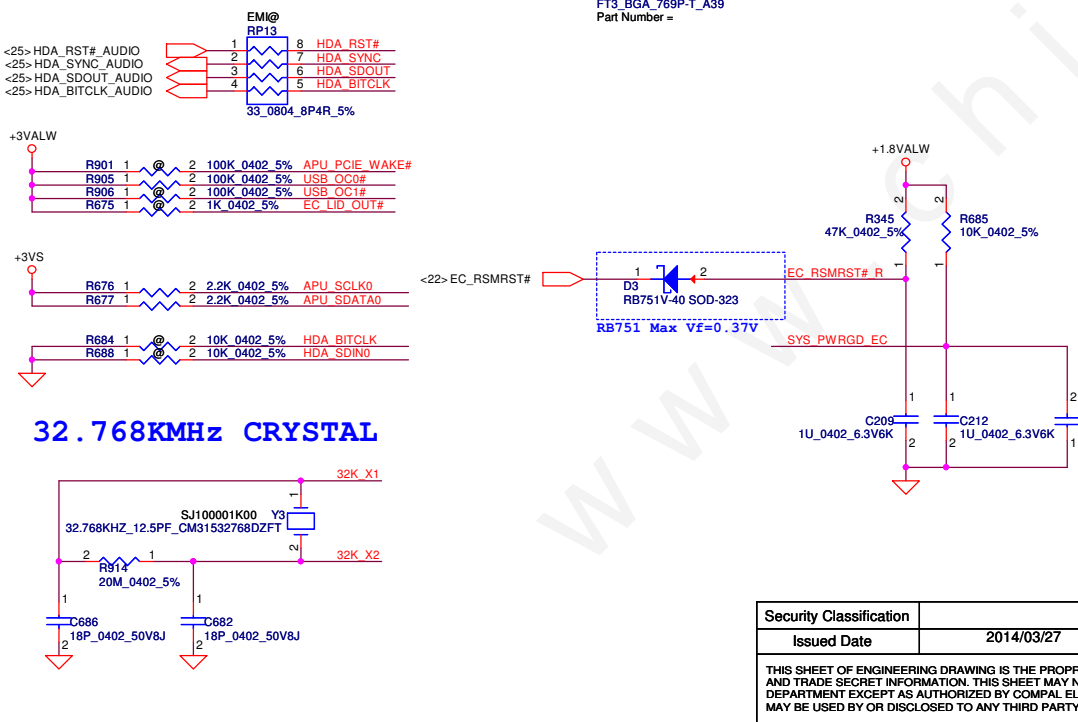 FT3_BGA_769P-T_A39
Part Number =
EMI@
RP13
<25> HDA_RST#_AUDIO 1 8 HDA_RST#
<25> HDA_SYNC_AUDIO 2 7 HDA_SYNC
<25> HDA_SDOUT_AUDIO 3 6 HDA_SDOUT
<25> HDA_BITCLK_AUDIO 4 5 HDA_BITCLK
33_0804_8P4R_5%
+3VALW
R901 1 @ 2 100K_0402_5% APU_PCIE_WAKE#
R905 1 2 100K_0402_5% USB_OC0#
R906 1 @ 2 100K_0402_5% USB_OC1#
R675 1 @ 2 1K_0402_5% EC_LID_OUT#
+3VS
R676 1 2 2.2K_0402_5% APU_SCLK0
R677 1 2 2.2K_0402_5% APU_SDATA0
R684 1 @ 2 10K_0402_5% HDA_BITCLK
R688 1 @ 2 10K_0402_5% HDA_SDIN0
32.768KMHz CRYSTAL
32K_X1
1
SJ100001K00 Y3
32.768KHZ_12.5PF_CM31532768DZFT
2
32K_X2
2 1
R914
20M_0402_5%
1 1
C686 C682
18P_0402_50V8J 18P_0402_50V8J
2 2
+1.8VALW
2 2
R345 R685
47K_0402_5% 10K_0402_5%
1 1
<22> EC_RSMRST# 1 2 EC_RSMRST#_R
D3
RB751V-40 SOD-323
RB751 Max Vf=0.37V
SYS_PWRGD_EC
1 1 2
C209 C212
1U_0402_6.3V6K 1U_0402_6.3V6K
2 2 1
www.chi
Security Classification
Issued Date 2014/03/27
THIS SHEET OF ENGINEERING DRAWING IS THE PROPR
AND TRADE SECRET INFORMATION. THIS SHEET MAY N
DEPARTMENT EXCEPT AS AUTHORIZED BY COMPAL EL
MAY BE USED BY OR DISCLOSED TO ANY THIRD PARTY